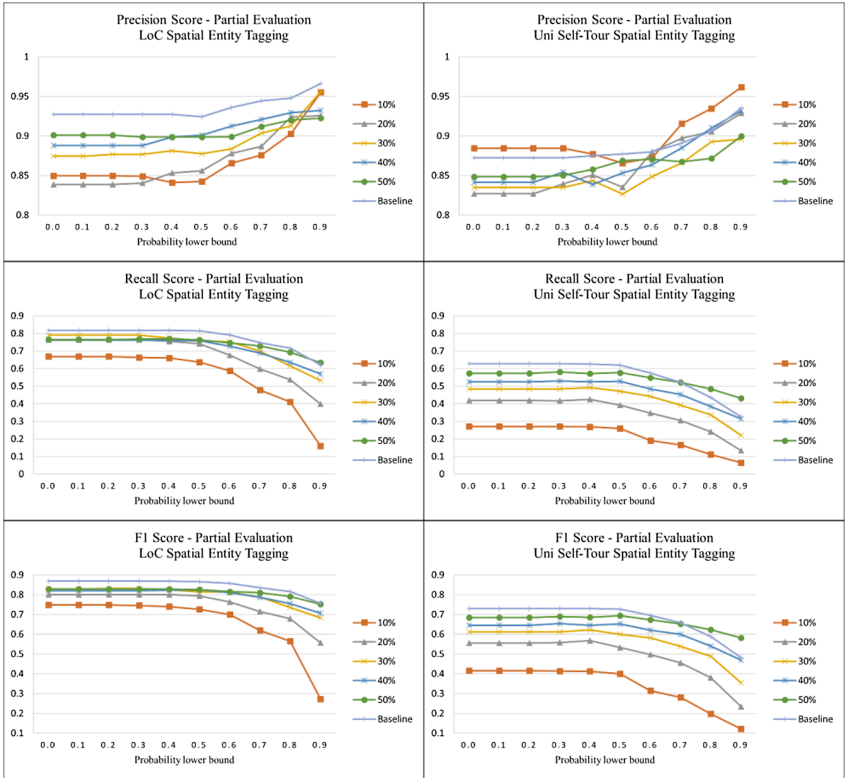 Precision Score - Partial Evaluation
LoC Spatial Entity Tagging
1
0.95
0.9
0.85
0.8
0.0 0.1 0.2 0.3 0.4 0.5 0.6 0.7 0.8 0.9
Probability lower bound
10%
20%
30%
40%
50%
Baseline
Precision Score - Partial Evaluation
Uni Self-Tour Spatial Entity Tagging
1
0.95
0.9
0.85
0.8
0.0 0.1 0.2 0.3 0.4 0.5 0.6 0.7 0.8 0.9
Probability lower bound
10%
20%
30%
40%
50%
Baseline
Recall Score - Partial Evaluation
LoC Spatial Entity Tagging
0.9
0.8
0.7
0.6
0.5
0.4
0.3
0.2
0.1
0
0.0 0.1 0.2 0.3 0.4 0.5 0.6 0.7 0.8 0.9
Probability lower bound
10%
20%
30%
40%
50%
Baseline
Recall Score - Partial Evaluation
Uni Self-Tour Spatial Entity Tagging
0.9
0.8
0.7
0.6
0.5
0.4
0.3
0.2
0.1
0
0.0 0.1 0.2 0.3 0.4 0.5 0.6 0.7 0.8 0.9
Probability lower bound
10%
20%
30%
40%
50%
Baseline
F1 Score - Partial Evaluation
LoC Spatial Entity Tagging
0.9
0.8
0.7
0.6
0.5
0.4
0.3
0.2
0.1
0.0 0.1 0.2 0.3 0.4 0.5 0.6 0.7 0.8 0.9
Probability lower bound
10%
20%
30%
40%
50%
Baseline
F1 Score - Partial Evaluation
Uni Self-Tour Spatial Entity Tagging
0.9
0.8
0.7
0.6
0.5
0.4
0.3
0.2
0.1
0.0 0.1 0.2 0.3 0.4 0.5 0.6 0.7 0.8 0.9
Probability lower bound
10%
20%
30%
40%
50%
Baseline